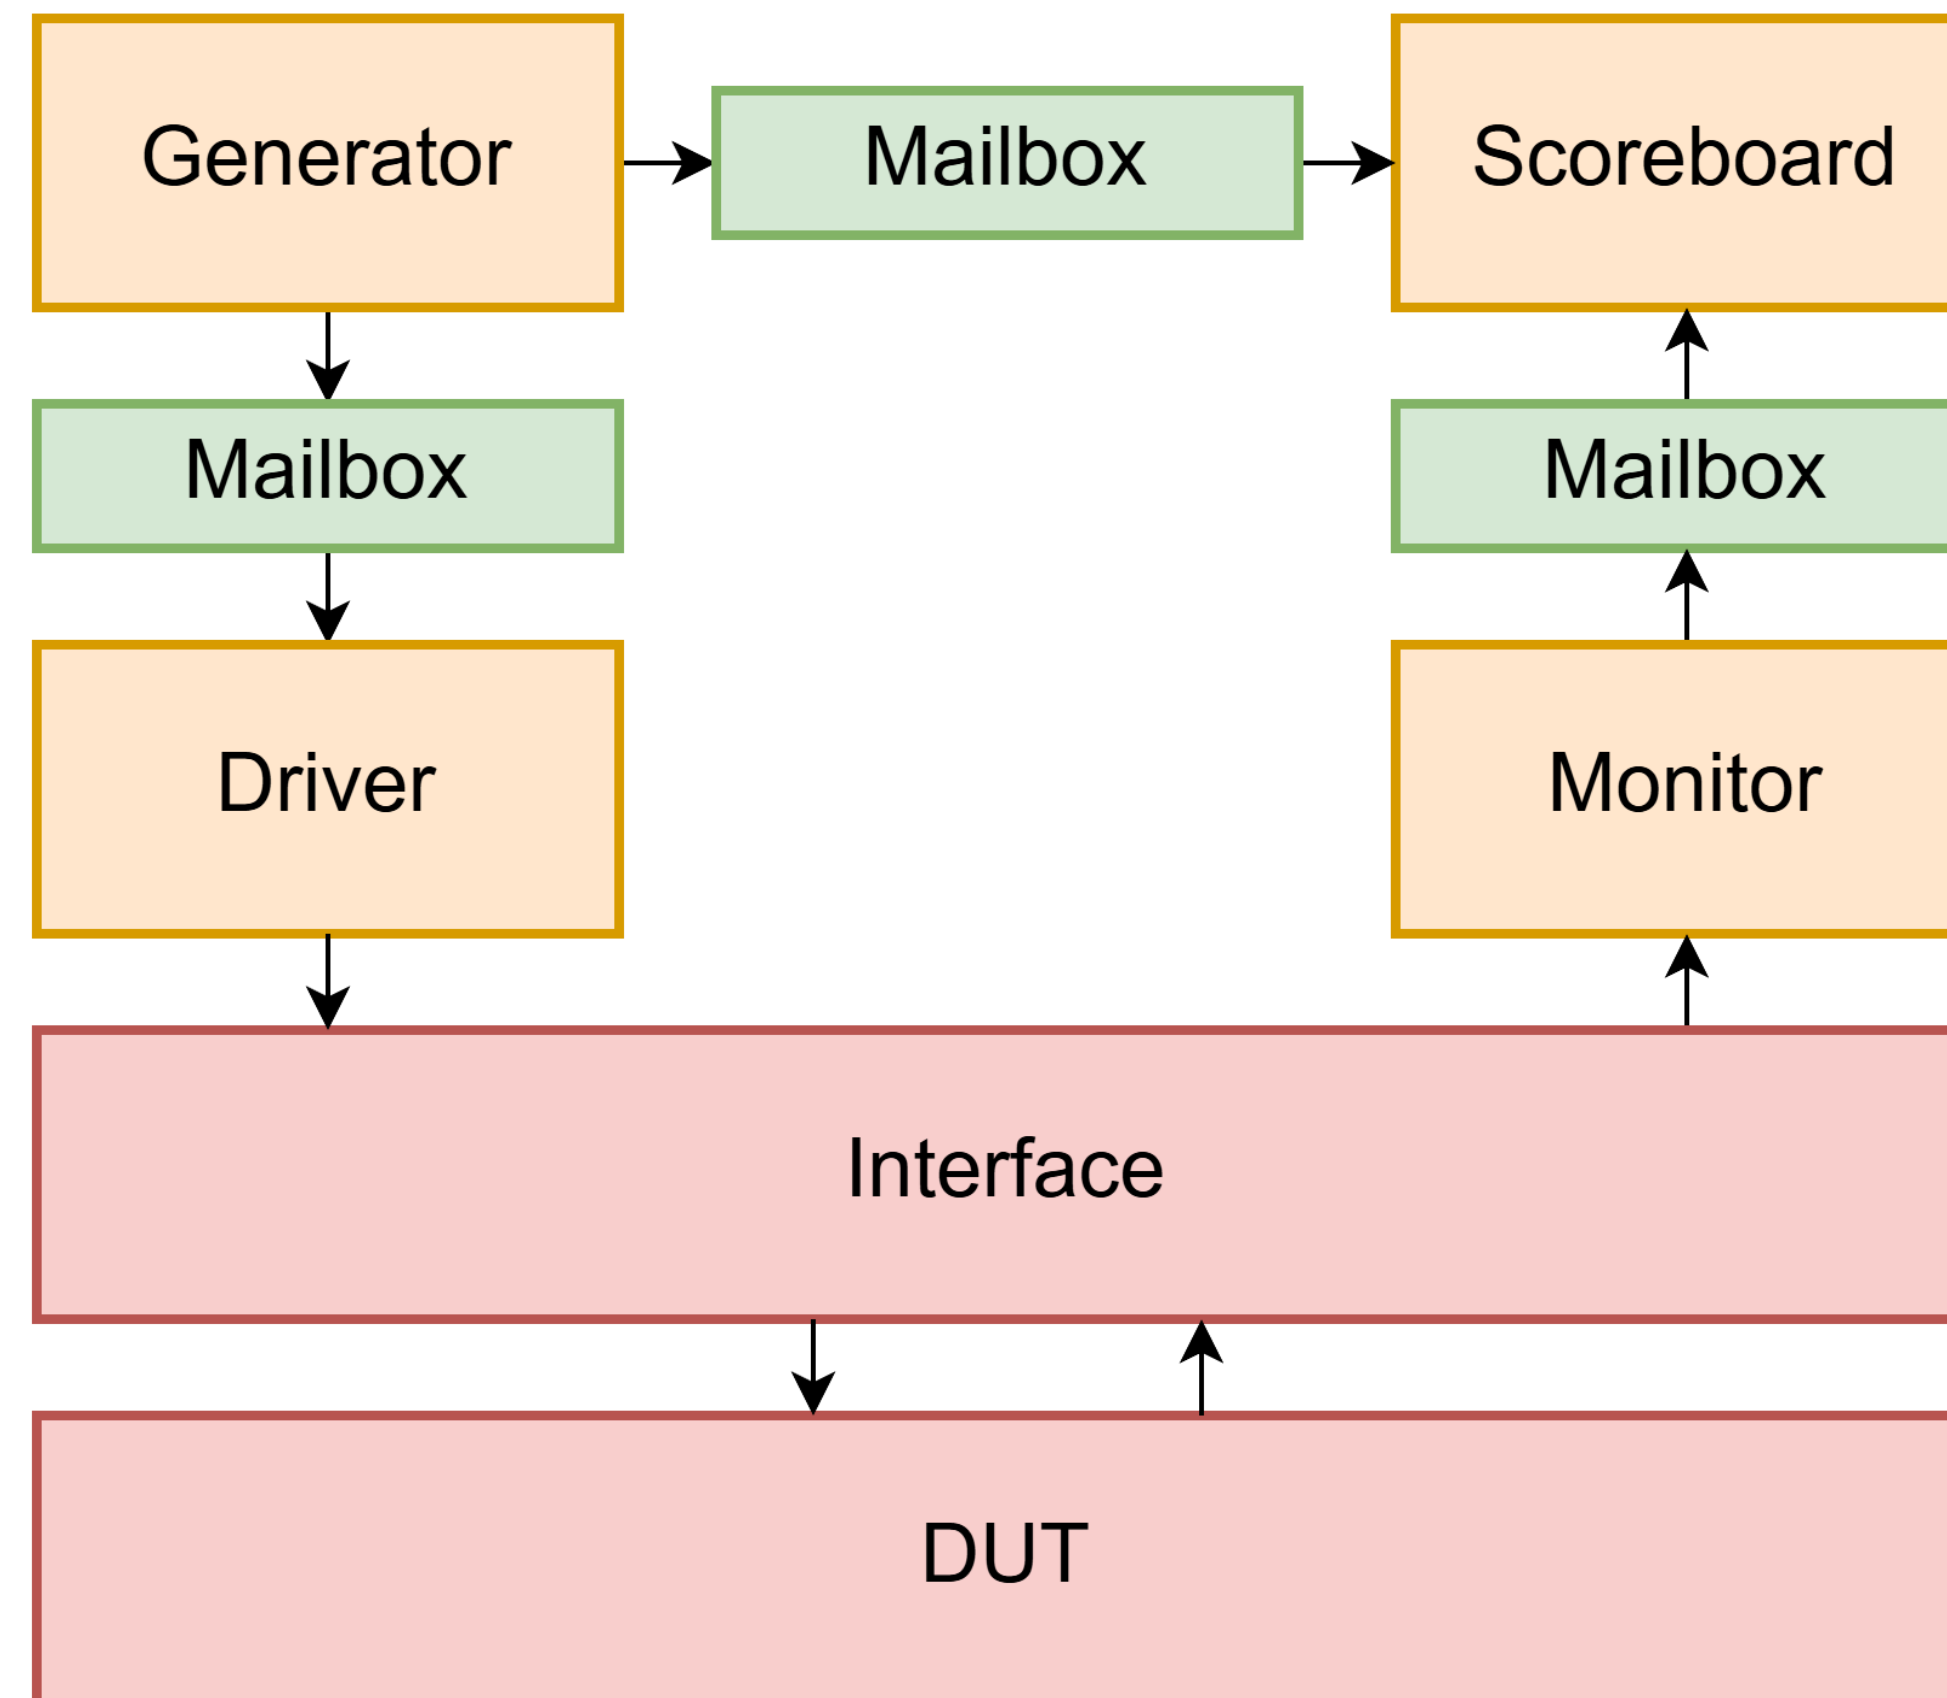 Generator
Mailbox
Scoreboard
Mailbox
Mailbox
Driver
Monitor
Interface
DUT